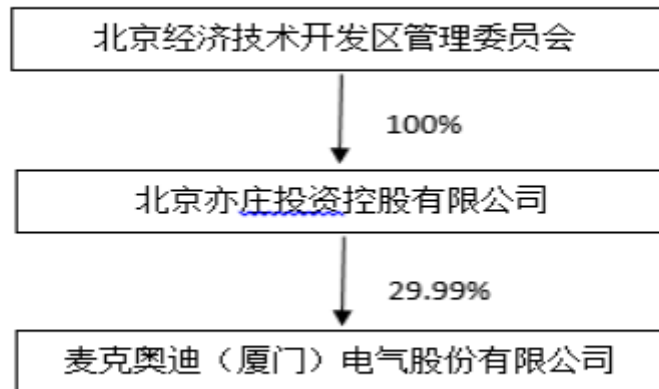 北京经济技术开发区管理委员会
100%
北京亦庄投资控股有限公司
29.99%
麦克奥迪（厦门）电气股份有限公司